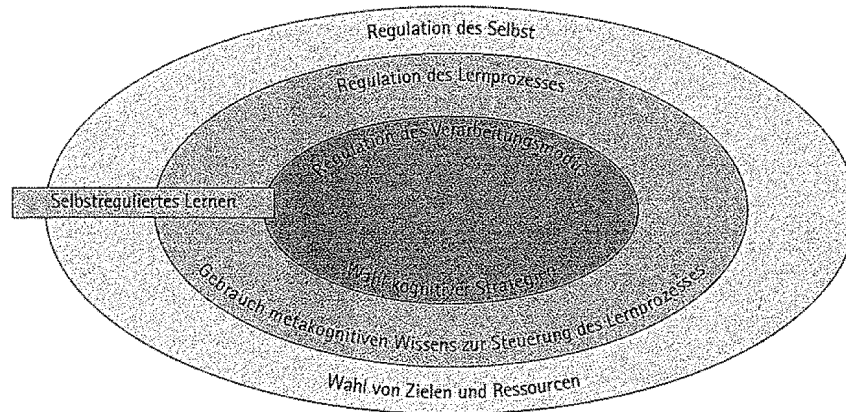 Regulation des Selbst
Regulation des Lernprozesses
Regulation des Verarbeitungsmodus
Selbstreguliertes Lernen
Wahl kognitiver Strategien
Gebrauch metakognitiven Wissens zur Steuerung des Lernprozesses
Wahl von Zielen und Ressourcen